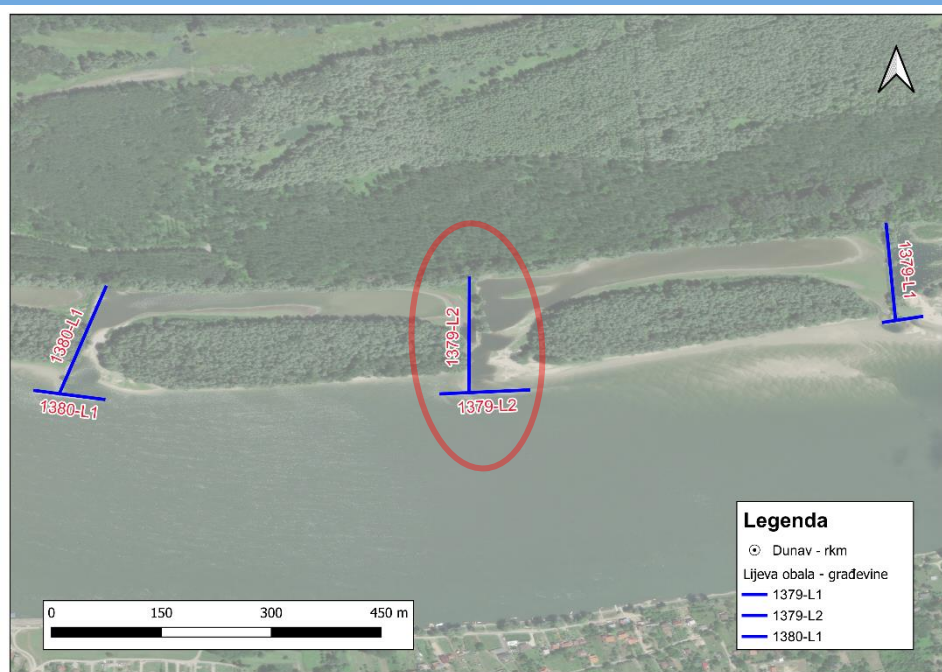 1379-L1
1380-L1
1379-L2
1380-L1
1379-L2
Legenda
Dunav - rkm
Lijeva obala - građevine
1379-L1
1379-L2
1380-L1
0 150 300 450 m